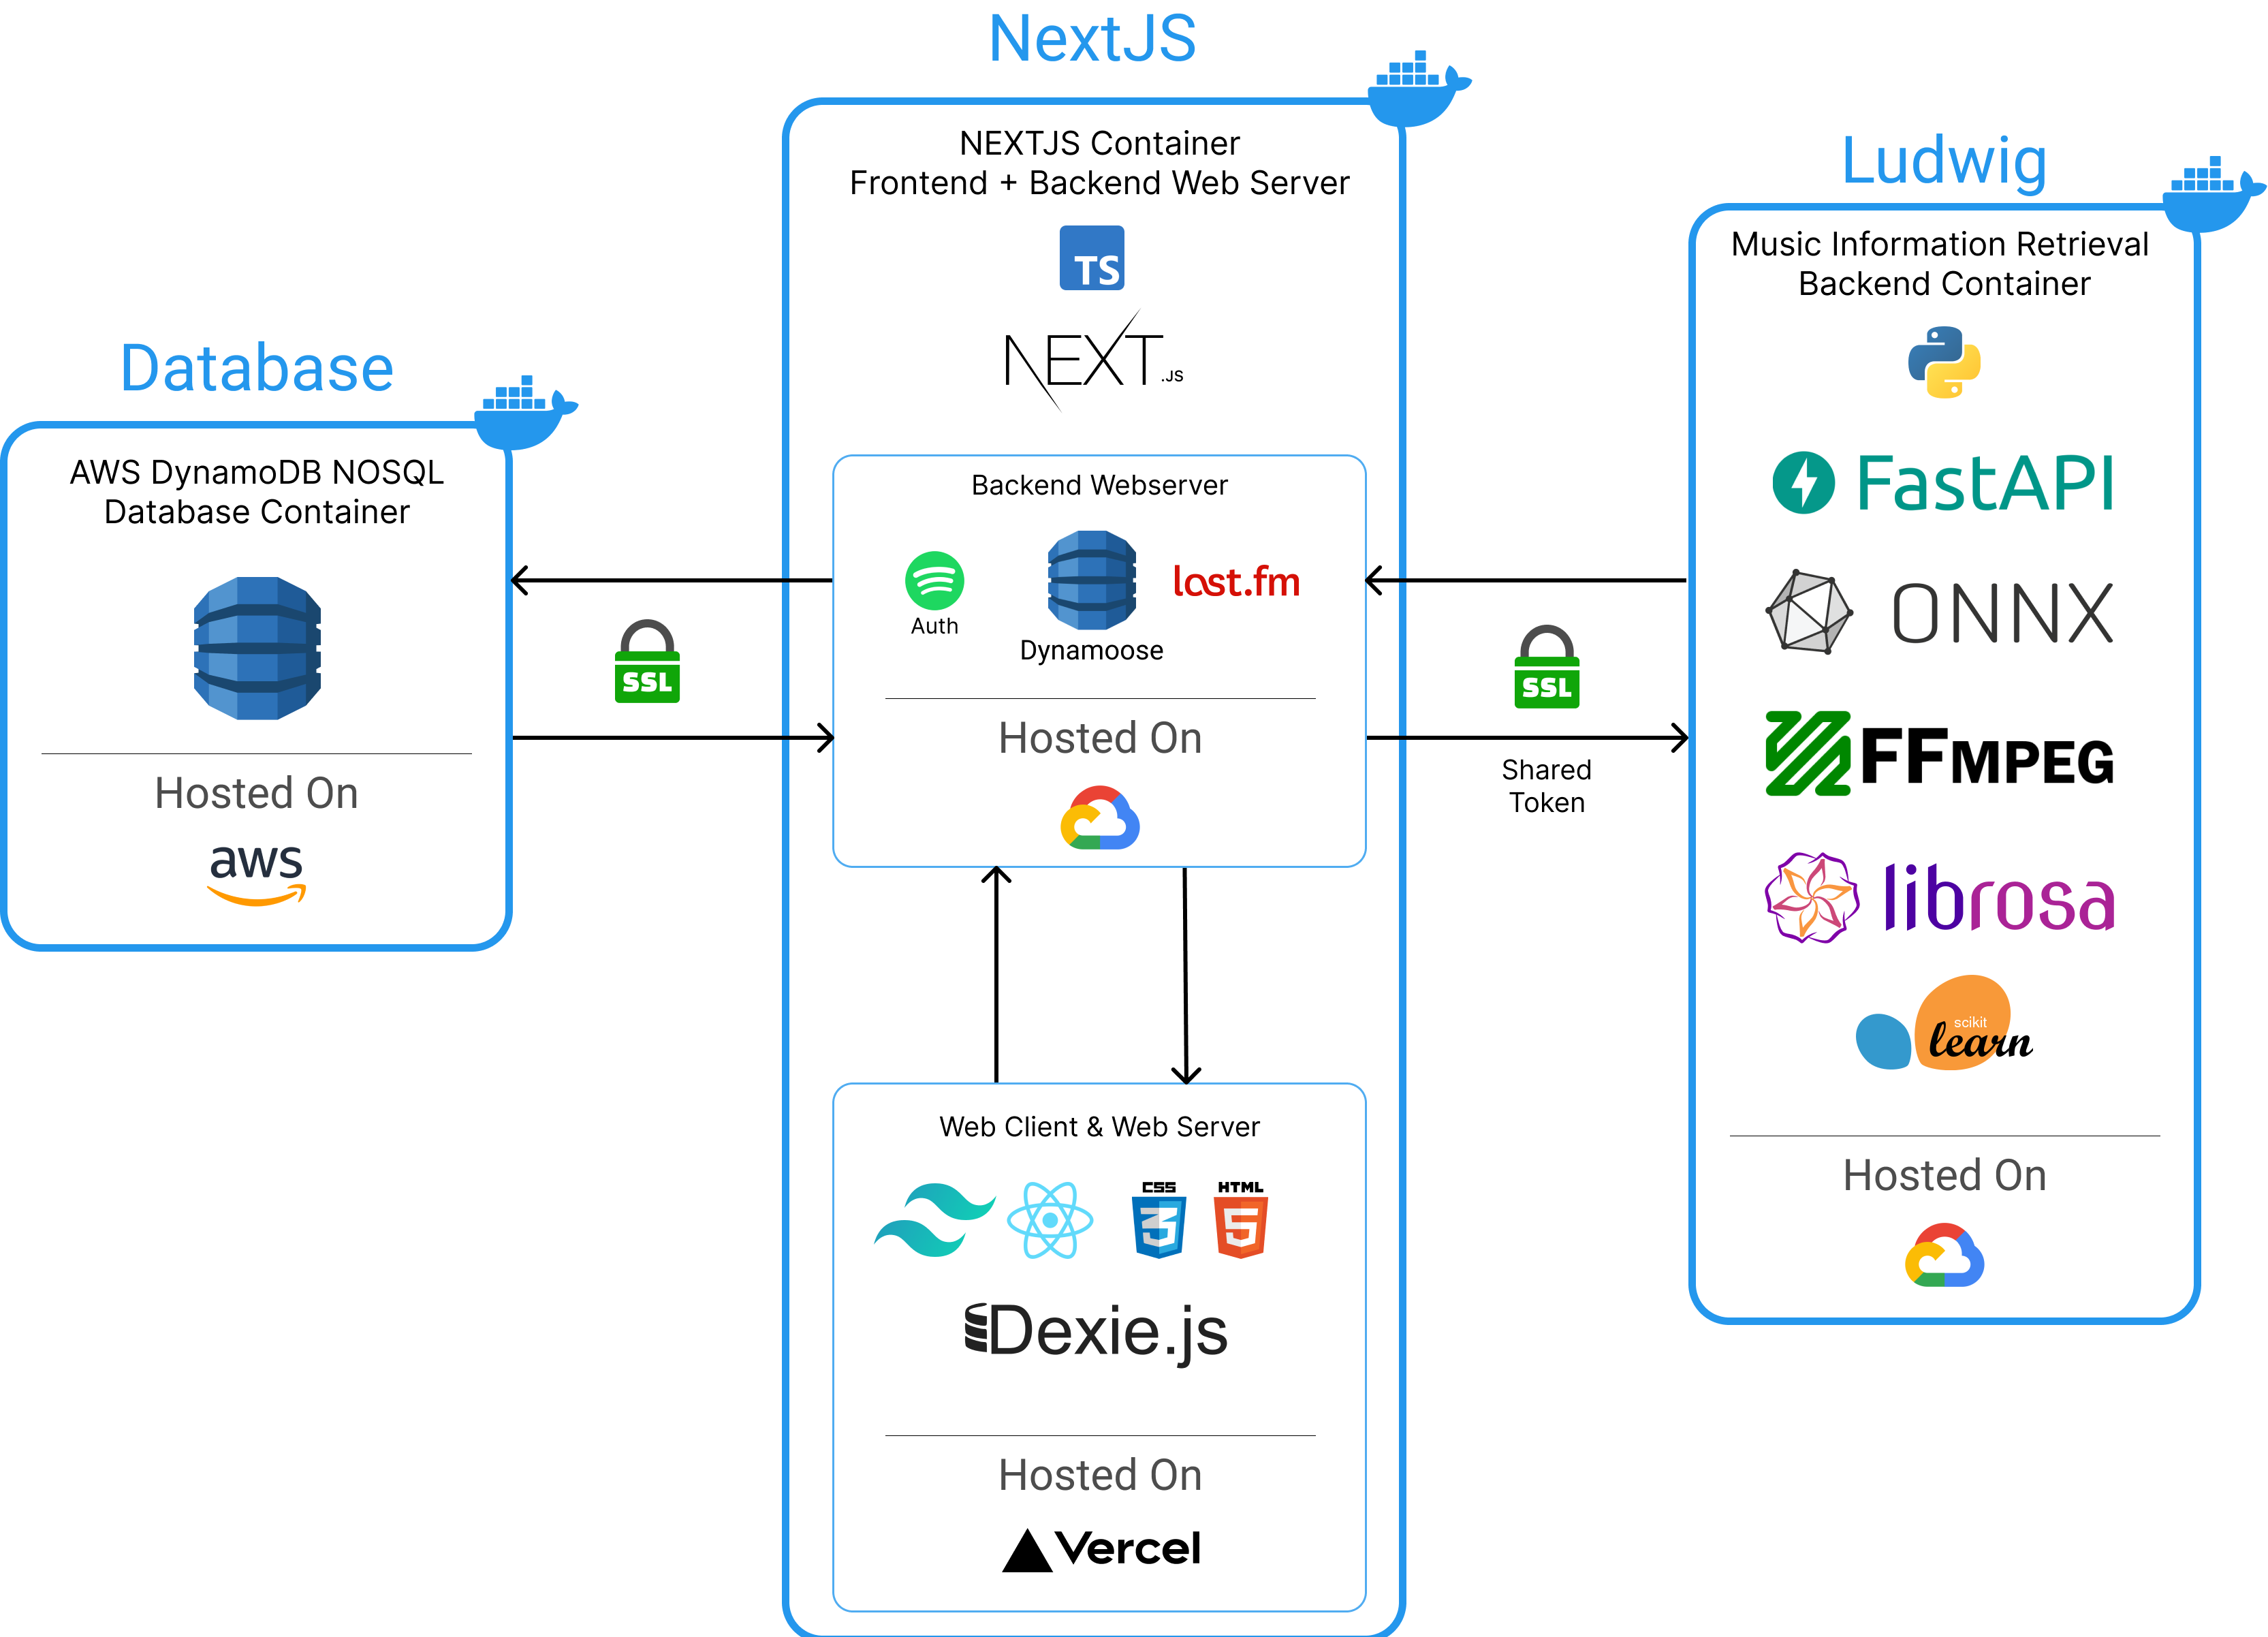 NextJS
NEXTJS Container
Frontend + Backend Web Server
TS
NEXT.JS
Backend Webserver
Auth
Dynamoose
last.fm
Hosted On
Web Client & Web Server
CSS
3
HTML
5
Dexie.js
Hosted On
Vercel
Database
AWS DynamoDB NOSQL
Database Container
Hosted On
aws
SSL
SSL
Shared
Token
Ludwig
Music Information Retrieval
Backend Container
FastAPI
ONNX
FFMPEG
librosa
scikit
learn
Hosted On